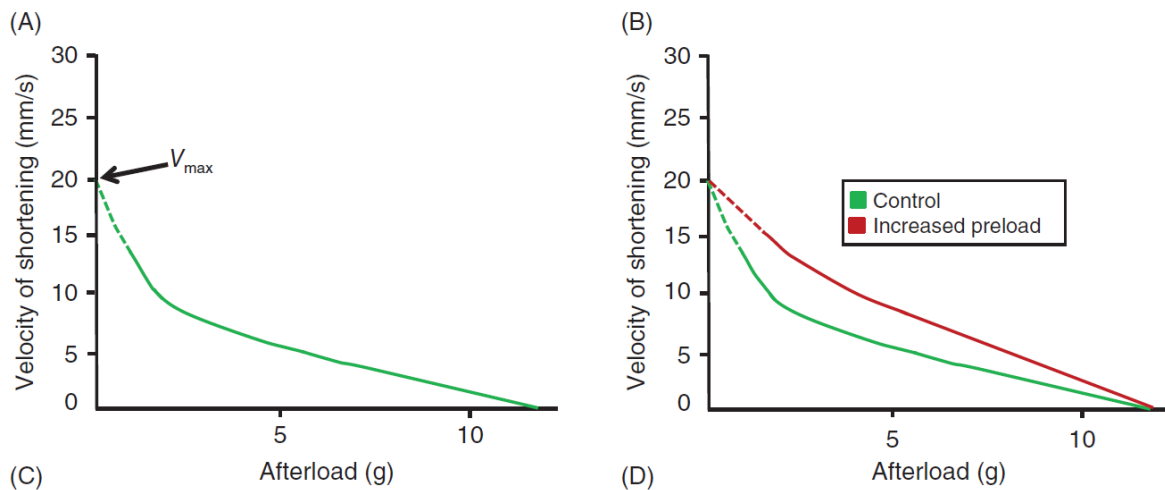 (A)
Velocity of shortening (mm/s)
30
25
20
15
10
5
0
Vmax
5
10
Afterload (g)
(B)
Velocity of shortening (mm/s)
30
25
20
15
10
5
0
Control
Increased preload
5
10
Afterload (g)
(C)
(D)